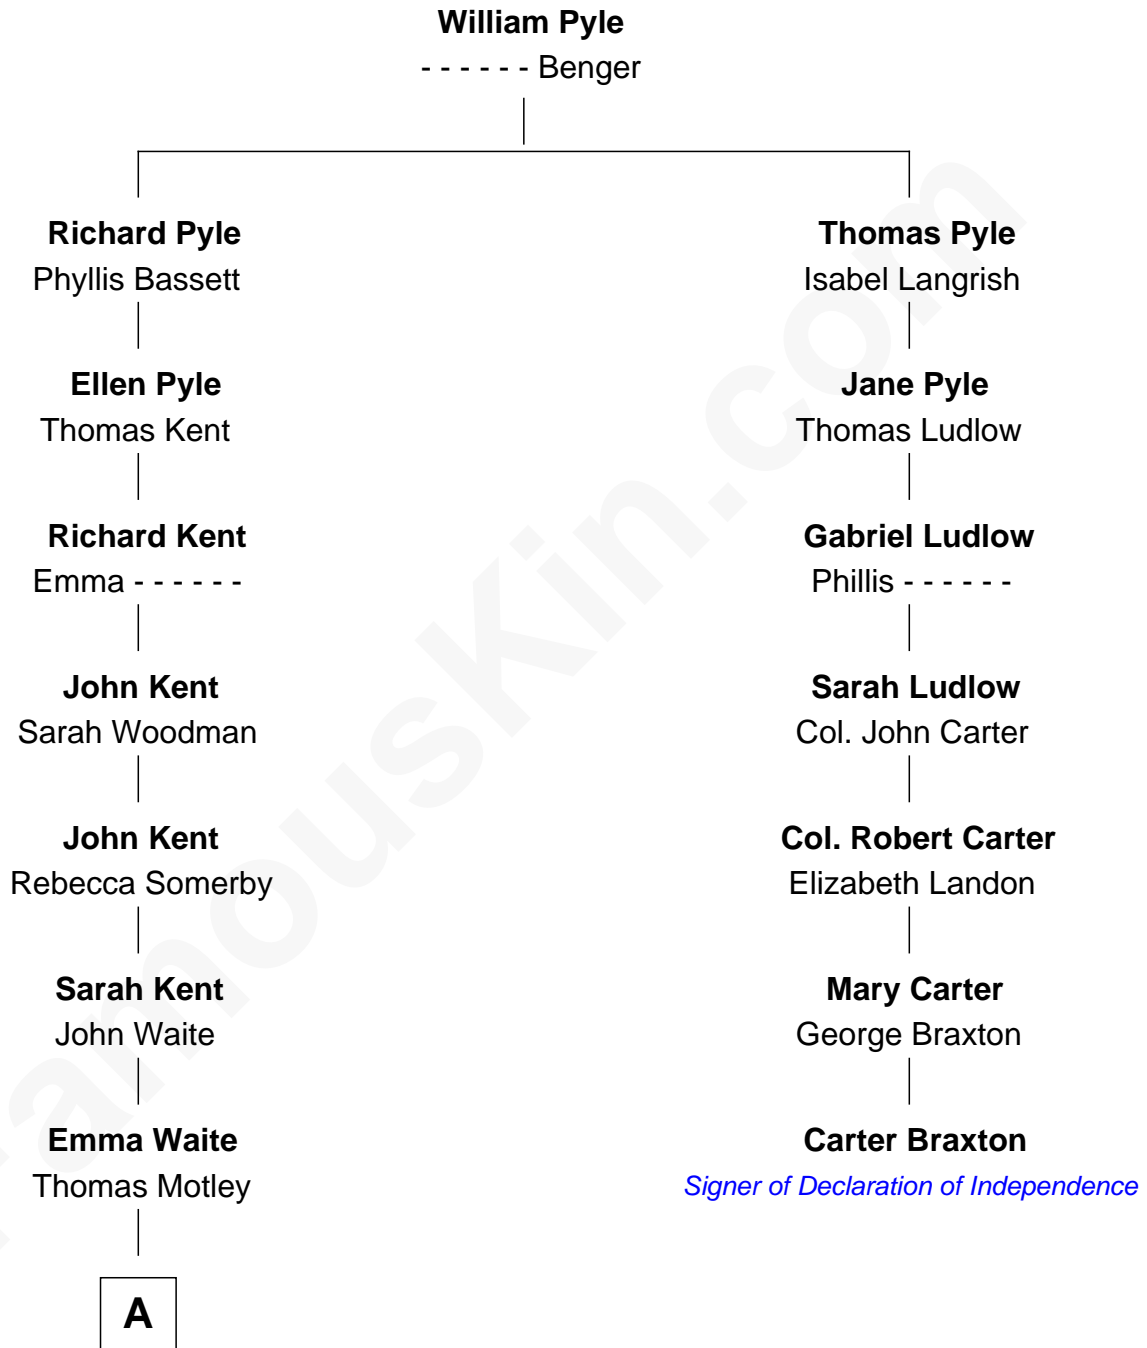 William Pyle
- - - - - - Benger
Richard Pyle
Phyllis Bassett
Ellen Pyle
Thomas Kent
Richard Kent
Emma - - - - - -
John Kent
Sarah Woodman
John Kent
Rebecca Somerby
Sarah Kent
John Waite
Emma Waite
Thomas Motley
A
Thomas Pyle
Isabel Langrish
Jane Pyle
Thomas Ludlow
Gabriel Ludlow
Phillis - - - - - -
Sarah Ludlow
Col. John Carter
Col. Robert Carter
Elizabeth Landon
Mary Carter
George Braxton
Carter Braxton
Signer of Declaration of Independence
FamousKin.com